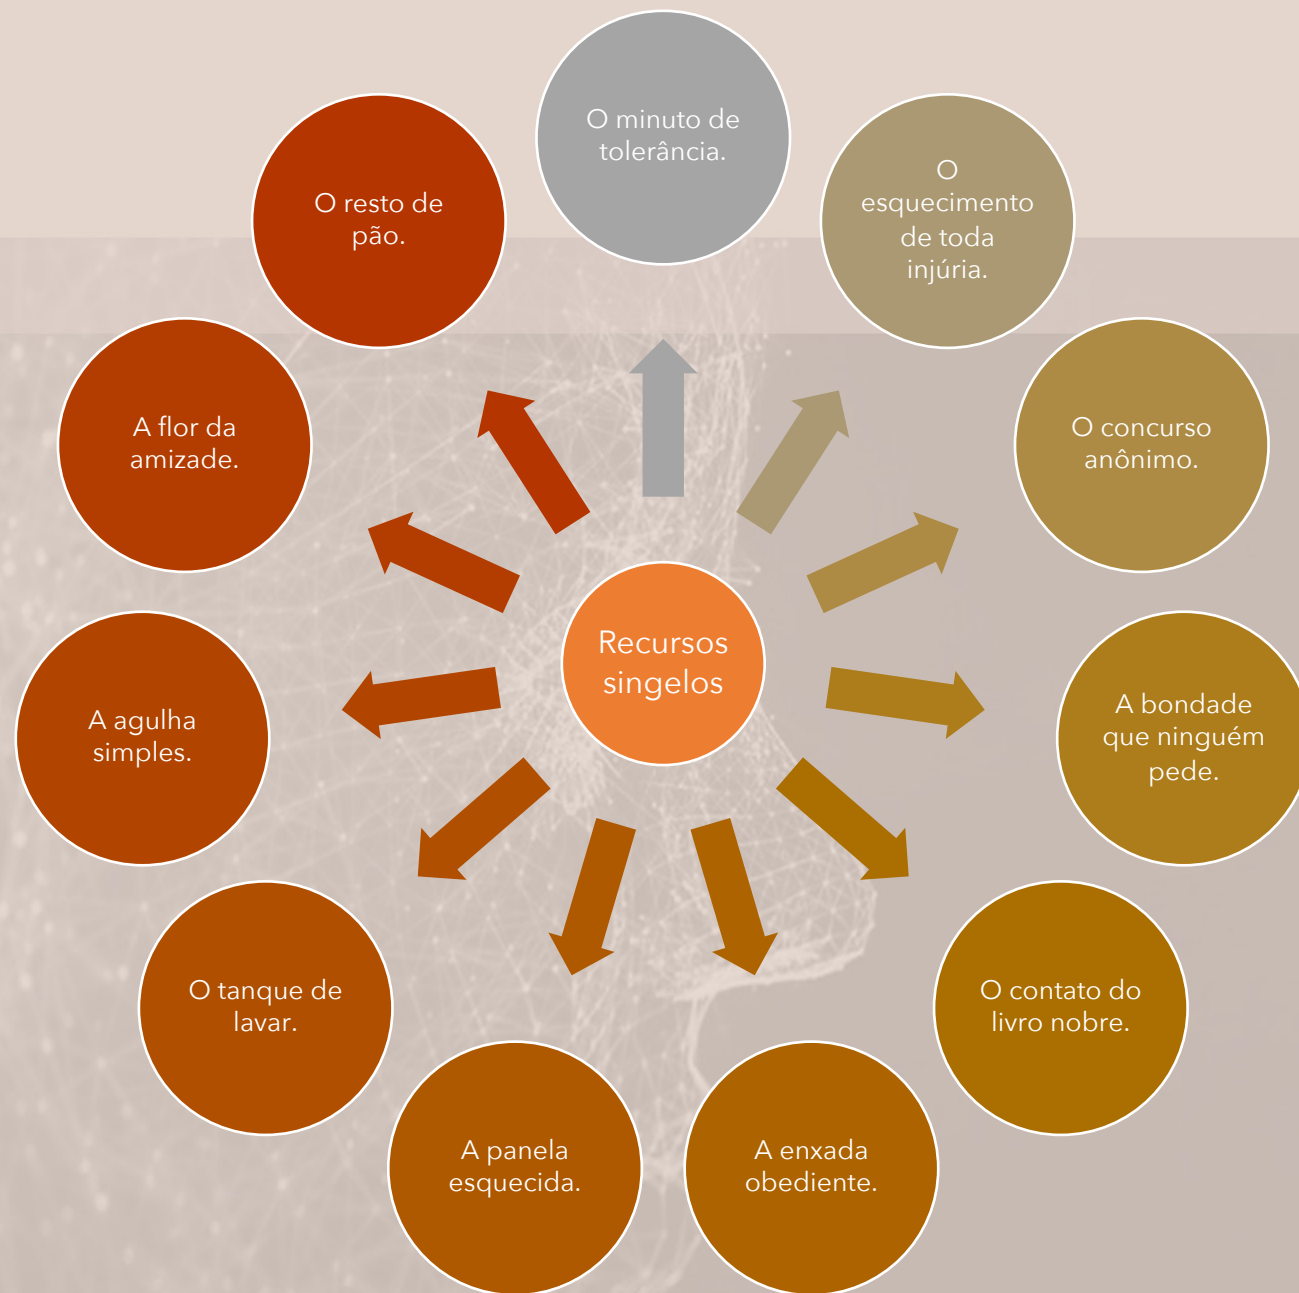 O minuto de
tolerância.
O
esquecimento
de toda
injúria.
O concurso
anônimo.
A bondade
que ninguém
pede.
O contato do
livro nobre.
A enxada
obediente.
A panela
esquecida.
O tanque de
lavar.
A agulha
simples.
A flor da
amizade.
O resto de
pão.
Recursos
singelos